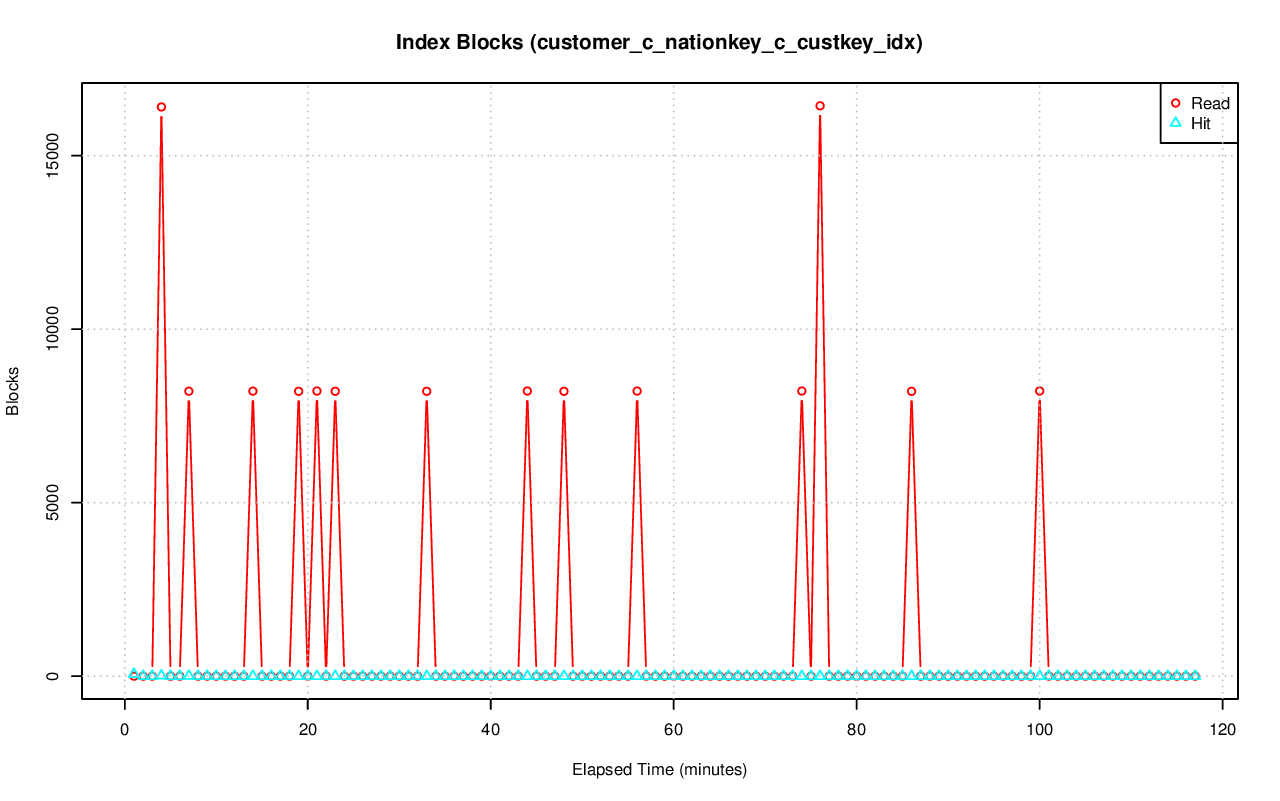 Index Blocks (customer_c_nationkey_c_custkey_idx)
Read
Hit
15000
10000
5000
0
Blocks
0 20 40 60 80 100 120
Elapsed Time (minutes)